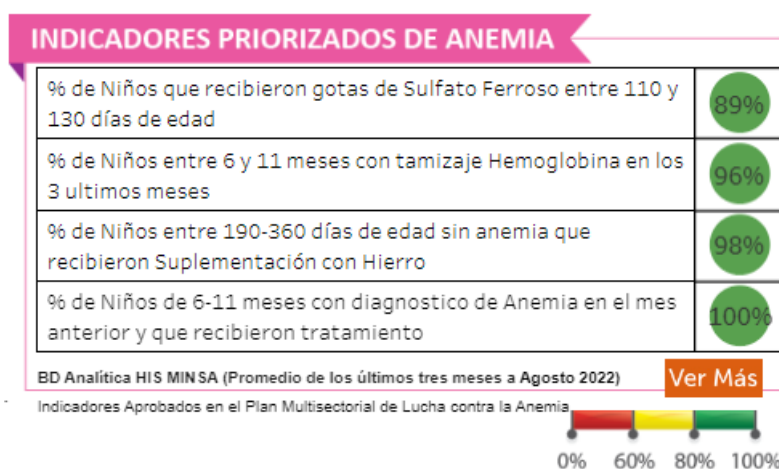 INDICADORES PRIORIZADOS DE ANEMIA
% de Niños que recibieron gotas de Sulfato Ferroso entre 110 y
130 días de edad
89%
% de Niños entre 6 y 11 meses con tamizaje Hemoglobina en los
3 ultimos meses
96%
% de Niños entre 190-360 días de edad sin anemia que
recibieron Suplementación con Hierro
98%
% de Niños de 6-11 meses con diagnostico de Anemia en el mes
anterior y que recibieron tratamiento
100%
BD Analítica HIS MINSA (Promedio de los últimos tres meses a Agosto 2022)
Ver Más
Indicadores Aprobados en el Plan Multisectorial de Lucha contra la Anemia
0% 60% 80% 100%